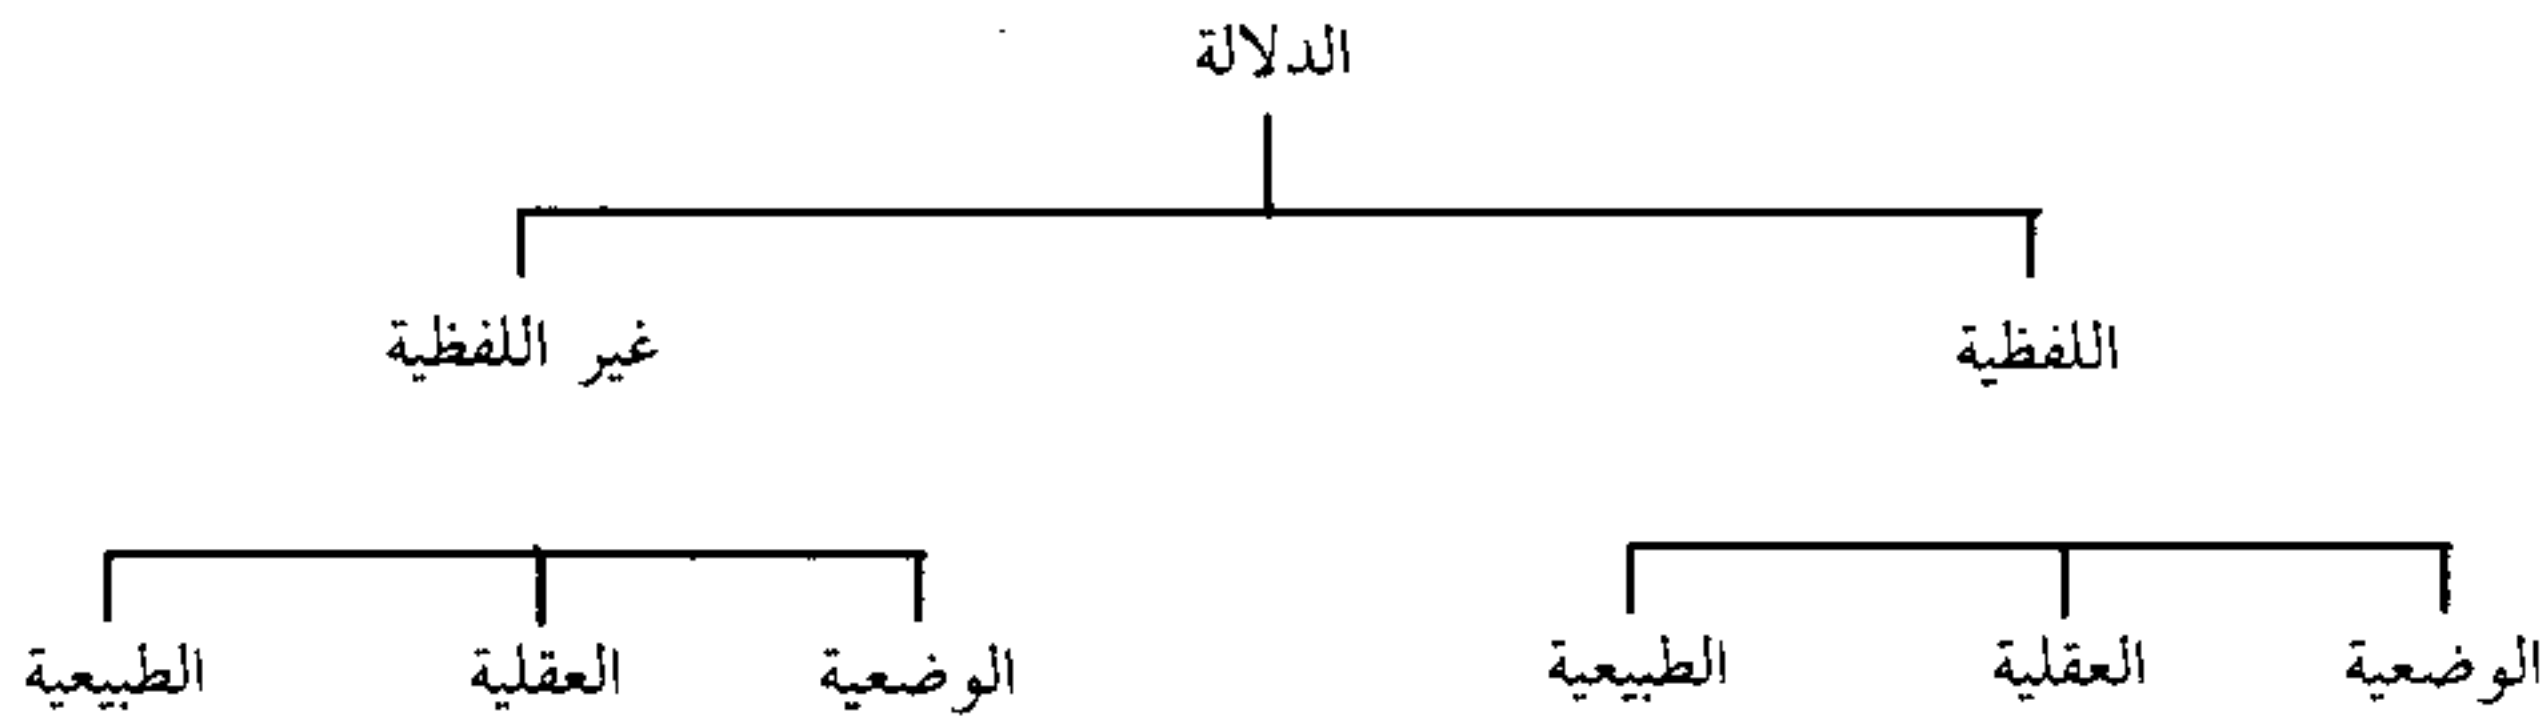 الدلالة
اللفظية غير اللفظية
الوضعية العقلية الطبيعية الوضعية العقلية الطبيعية